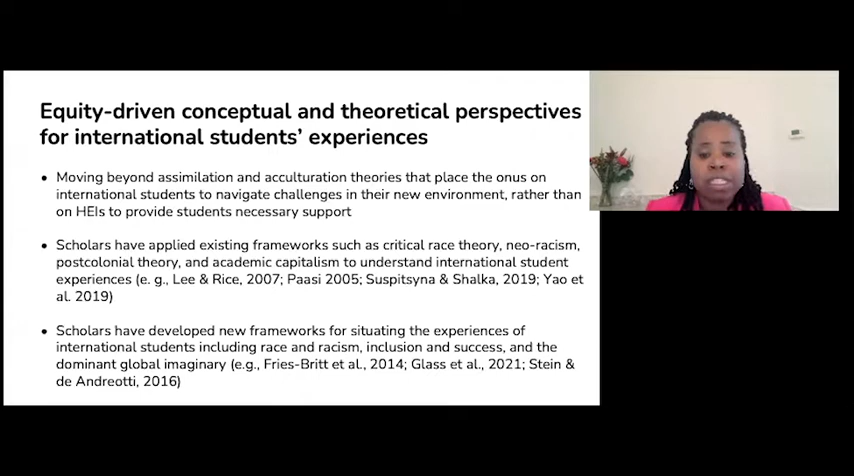 Equity-driven conceptual and theoretical perspectives
for international students' experiences
• Moving beyond assimilation and acculturation theories that place the onus on
international students to navigate challenges in their new environment, rather than
on HEIs to provide students necessary support
• Scholars have applied existing frameworks such as critical race theory, neo-racism,
postcolonial theory, and academic capitalism to understand international student
experiences (e. g., Lee & Rice, 2007; Paasi 2005; Suspitsyna & Shalka, 2019; Yao et
al. 2019)
• Scholars have developed new frameworks for situating the experiences of
international students including race and racism, inclusion and success, and the
dominant global imaginary (e.g., Fries-Britt et al., 2014; Glass et al., 2021; Stein &
de Andreotti, 2016)